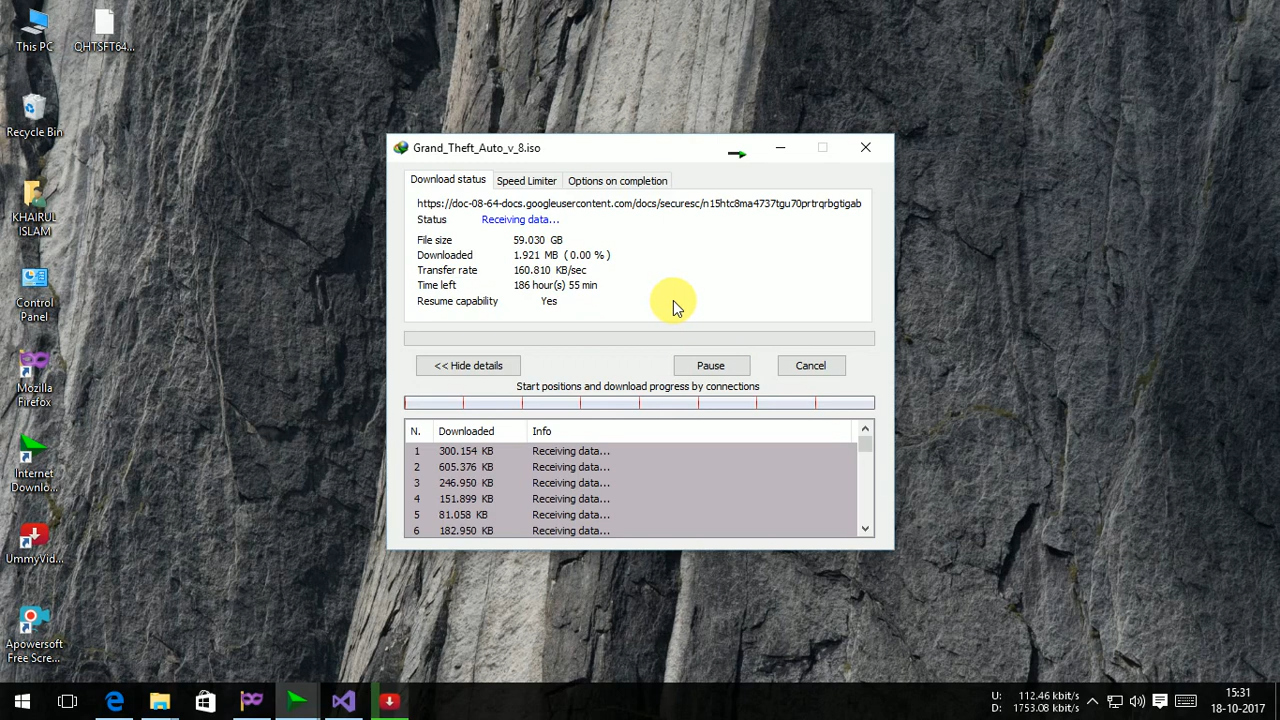 This PC
QHTSFT64...
Recycle Bin
KHAIRUL
ISLAM
Control
Panel
Mozilla
Firefox
Internet
Downlo...
UmmyVid...
Apowersoft
Free Scre...
Grand_Theft_Auto_v_8.iso
Download status
Speed Limiter
Options on completion
https://doc-08-64-docs.googleusercontent.com/docs/securesc/n15htc8ma4737tgu70prtrqrbgtigab
Status Receiving data...
File size 59.030 GB
Downloaded 1.921 MB ( 0.00 % )
Transfer rate 160.810 KB/sec
Time left 186 hour(s) 55 min
Resume capability Yes
<< Hide details
Pause
Cancel
Start positions and download progress by connections
N. Downloaded Info
1 300.154 KB Receiving data...
2 605.376 KB Receiving data...
3 246.950 KB Receiving data...
4 151.899 KB Receiving data...
5 81.058 KB Receiving data...
6 182.950 KB Receiving data...
U: 112.46 kbit/s
D: 1753.08 kbit/s
15:31
18-10-2017